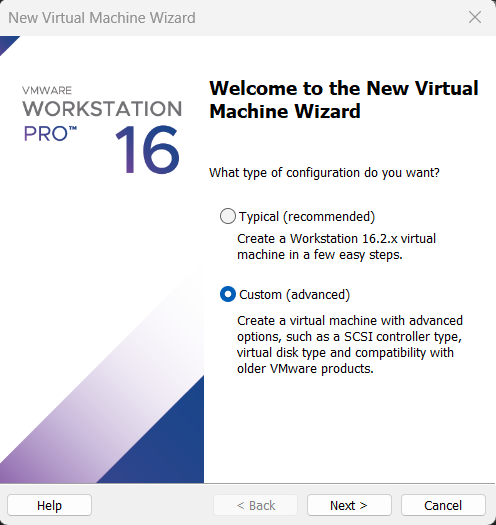 New Virtual Machine Wizard
VMWARE
WORKSTATION
PRO™ 16
Welcome to the New Virtual
Machine Wizard
What type of configuration do you want?
Typical (recommended)
Create a Workstation 16.2.x virtual
machine in a few easy steps.
Custom (advanced)
Create a virtual machine with advanced
options, such as a SCSI controller type,
virtual disk type and compatibility with
older VMware products.
Help
< Back
Next >
Cancel